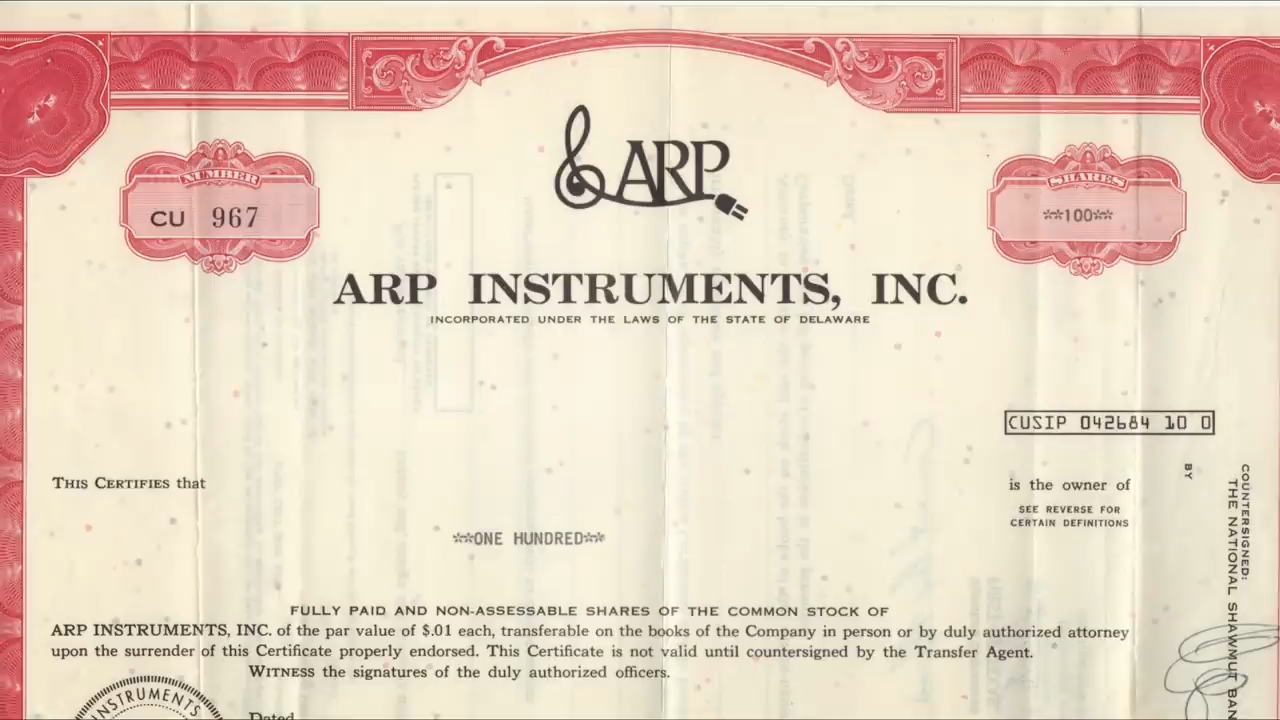 ARP
NUMBER
CU 967
SHARES
**100**
ARP INSTRUMENTS, INC.
INCORPORATED UNDER THE LAWS OF THE STATE OF DELAWARE
CUSIP 042684 10 0
THIS CERTIFIES that
is the owner of
SEE REVERSE FOR
CERTAIN DEFINITIONS
**ONE HUNDRED**
FULLY PAID AND NON-ASSESSABLE SHARES OF THE COMMON STOCK OF
ARP INSTRUMENTS, INC. of the par value of $.01 each, transferable on the books of the Company in person or by duly authorized attorney
upon the surrender of this Certificate properly endorsed. This Certificate is not valid until countersigned by the Transfer Agent.
WITNESS the signatures of the duly authorized officers.
Dated
INSTRUMENTS
COUNTERSIGNED:
THE NATIONAL SHAWMUT BAN
BY